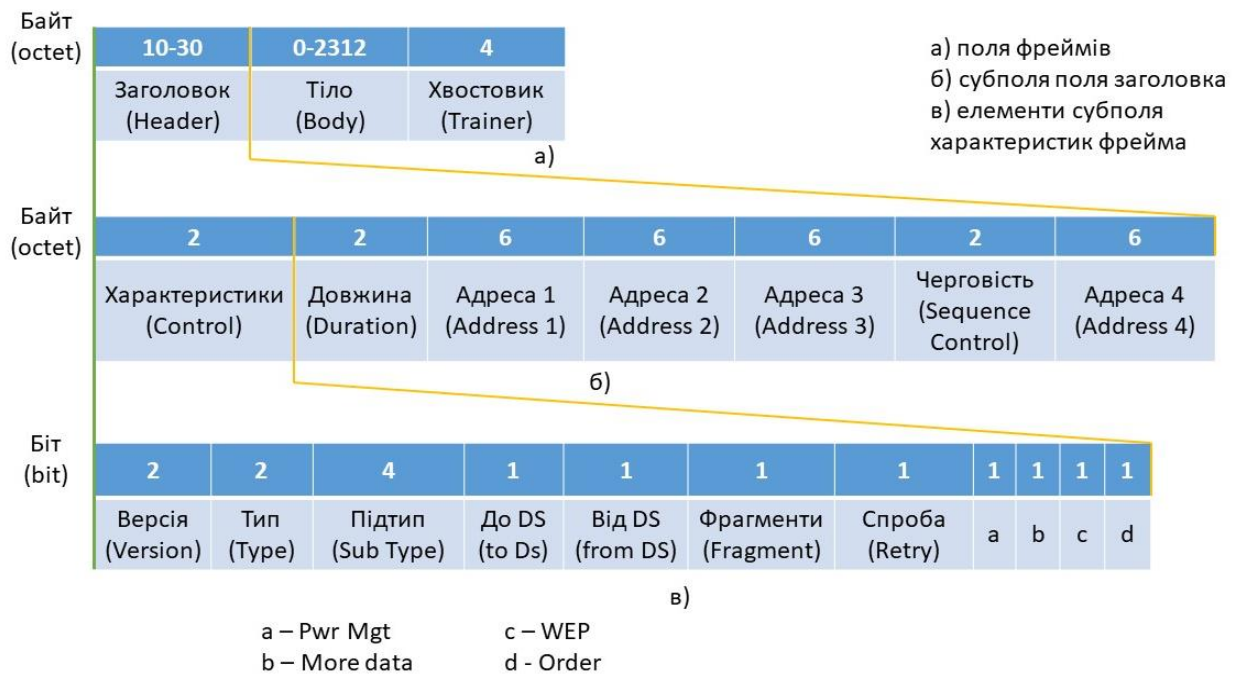 Байт
(octet)
10-30 0-2312 4
Заголовок
(Header)
Тіло
(Body)
Хвостовик
(Trainer)
а)
а) поля фреймів
б) субполя поля заголовка
в) елементи субполя
характеристик фрейма
Байт
(octet)
2 2 6 6 6 2 6
Характеристики
(Control)
Довжина
(Duration)
Адреса 1
(Address 1)
Адреса 2
(Address 2)
Адреса 3
(Address 3)
Черговість
(Sequence
Control)
Адреса 4
(Address 4)
б)
Біт
(bit)
2 2 4 1 1 1 1 1 1 1 1
Версія
(Version)
Тип
(Type)
Підтип
(Sub Type)
До DS
(to Ds)
Від DS
(from DS)
Фрагменти
(Fragment)
Спроба
(Retry)
a b c d
в)
a – Pwr Mgt
b – More data
c – WEP
d - Order